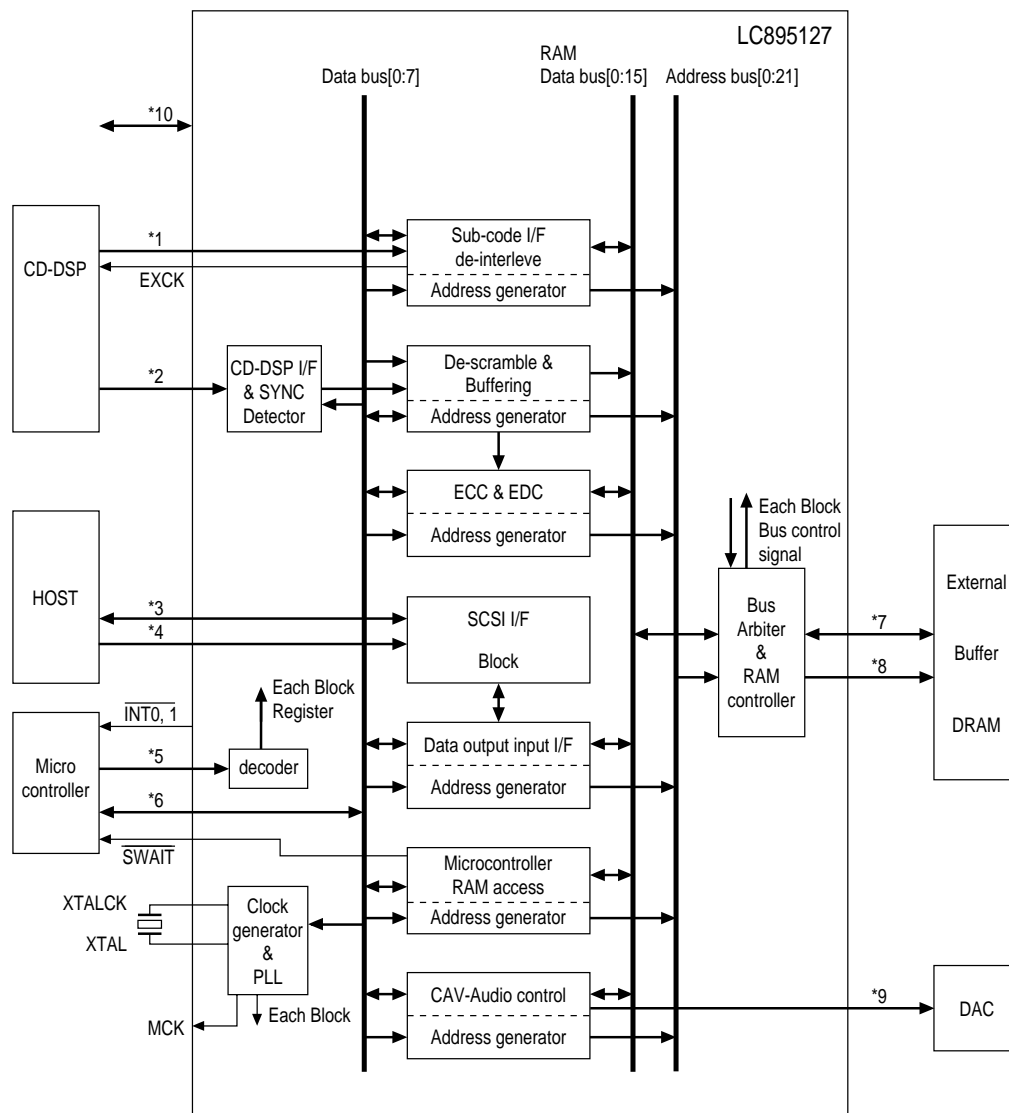 LC895127
RAM
Data bus[0:7]
Data bus[0:15]
Address bus[0:21]
*10
CD-DSP
*1
EXCK
Sub-code I/F
de-interleve
Address generator
*2
CD-DSP I/F
& SYNC
Detector
De-scramble &
Buffering
Address generator
ECC & EDC
Address generator
Each Block
Bus control
signal
HOST
*3
*4
SCSI I/F
Block
Bus
Arbiter
&
RAM
controller
*7
*8
External
Buffer
DRAM
Micro
controller
INT0, 1
*5
decoder
Each Block
Register
*6
SWAIT
Data output input I/F
Address generator
Microcontroller
RAM access
Address generator
XTALCK
XTAL
Clock
generator
&
PLL
MCK
Each Block
CAV-Audio control
Address generator
*9
DAC